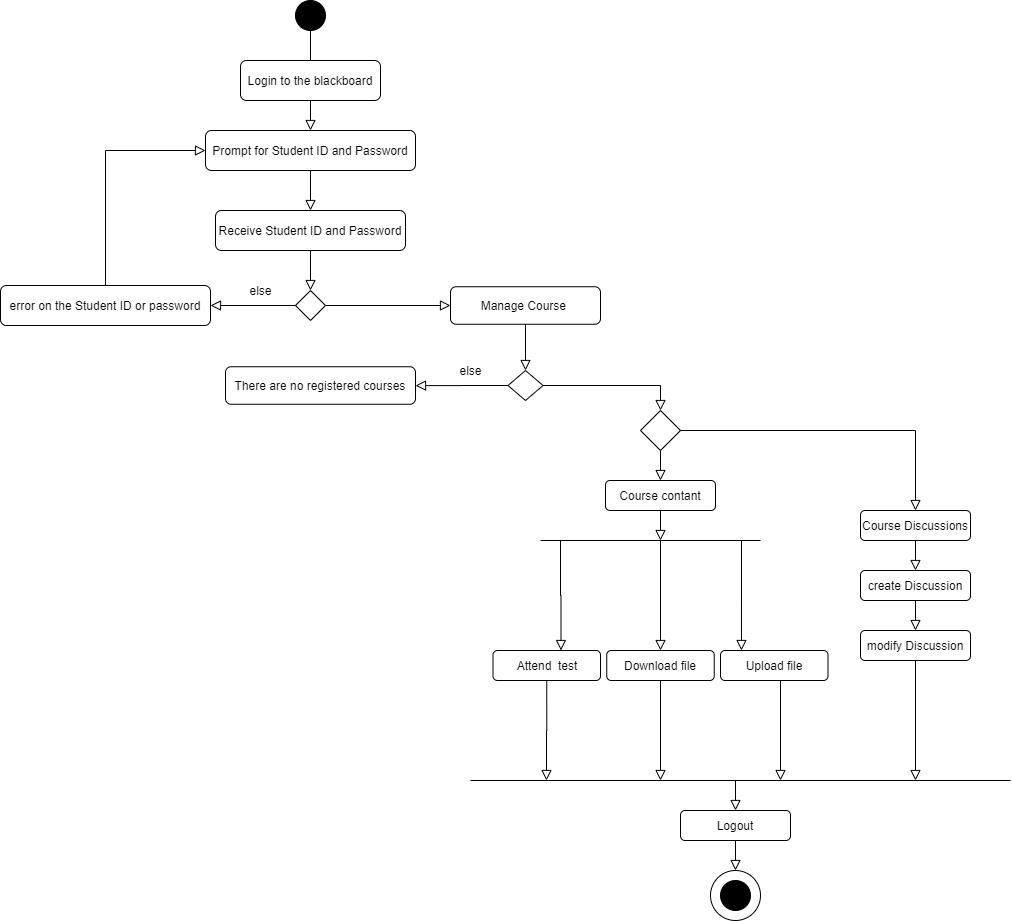 Login to the blackboard
Prompt for Student ID and Password
Receive Student ID and Password
else
error on the Student ID or password
Manage Course
else
There are no registered courses
Course contant
Course Discussions
create Discussion
modify Discussion
Attend test
Download file
Upload file
Logout